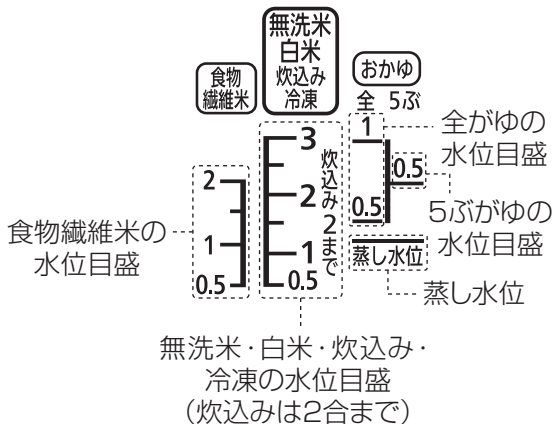 食物
繊維米
無洗米
白米
炊込み
冷凍
おかゆ
全 5ぶ
2
1
0.5
3
2
1
0.5
炊込み2まで
1
0.5
0.5
蒸し水位
全がゆの
水位目盛
5ぶがゆの
水位目盛
蒸し水位
食物繊維米の
水位目盛
無洗米・白米・炊込み・
冷凍の水位目盛
（炊込みは2合まで）